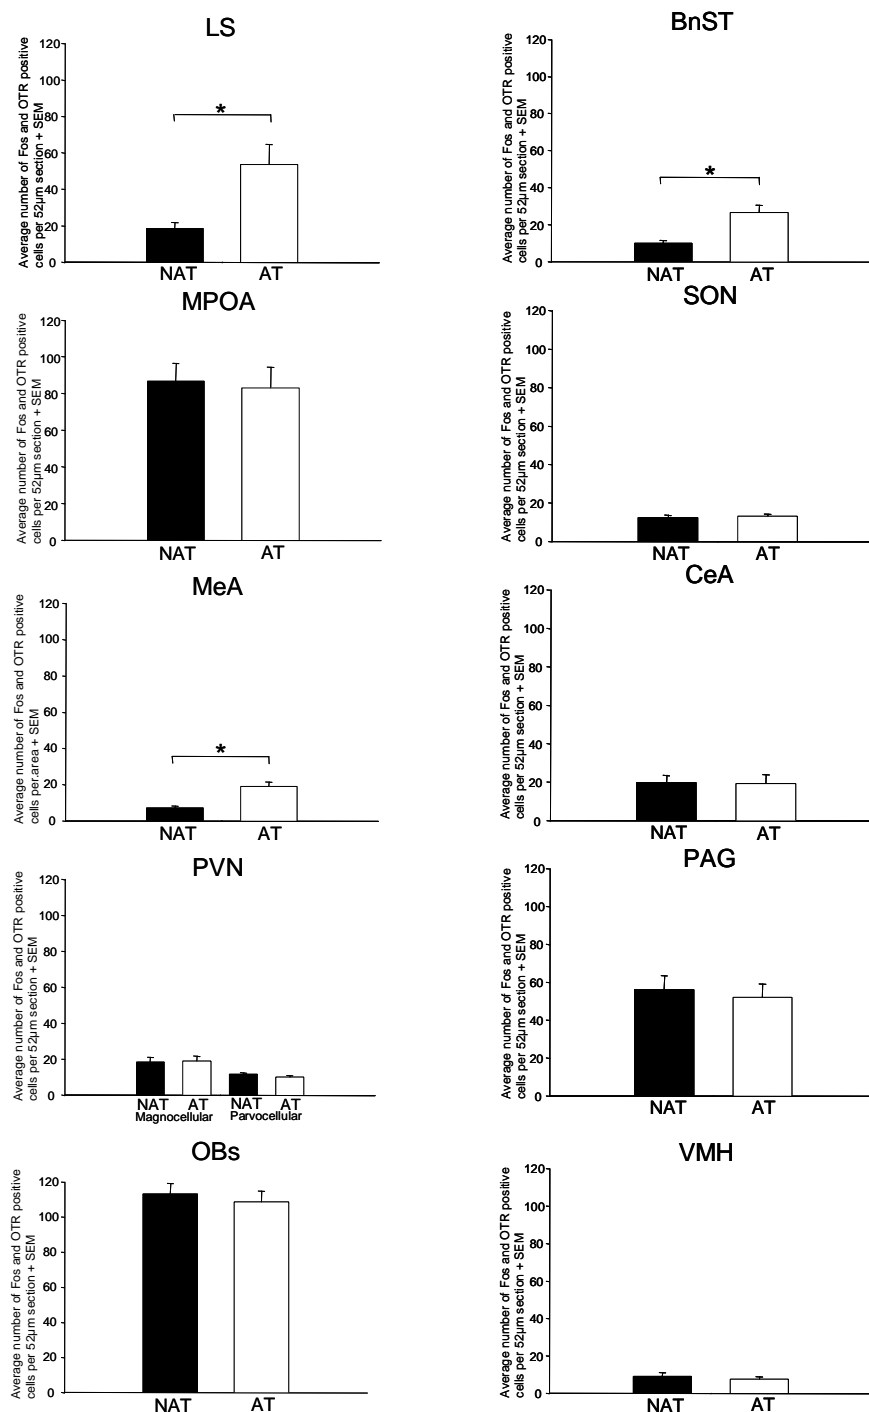 LS
Average number of Fos and OTR positive
cells per 52μm section + SEM
120
100
80
60
40
20
0
*
NAT AT
BnST
Average number of Fos and OTR positive
cells per 52μm section + SEM
120
100
80
60
40
20
0
*
NAT AT
MPOA
Average number of Fos and OTR positive
cells per 52μm section + SEM
120
100
80
60
40
20
0
NAT AT
SON
Average number of Fos and OTR positive
cells per 52μm section + SEM
120
100
80
60
40
20
0
NAT AT
MeA
Average number of Fos and OTR positive
cells per.area + SEM
120
100
80
60
40
20
0
*
NAT AT
CeA
Average number of Fos and OTR positive
cells per 52μm section + SEM
120
100
80
60
40
20
0
NAT AT
PVN
Average number of Fos and OTR positive
cells per 52μm section + SEM
120
100
80
60
40
20
0
NAT AT NAT AT
Magnocellular Parvocellular
PAG
Average number of Fos and OTR positive
cells per 52μm section + SEM
120
100
80
60
40
20
0
NAT AT
OBs
Average number of Fos and OTR positive
cells per 52μm section + SEM
120
100
80
60
40
20
0
NAT AT
VMH
Average number of Fos and OTR positive
cells per 52μm section + SEM
120
100
80
60
40
20
0
NAT AT